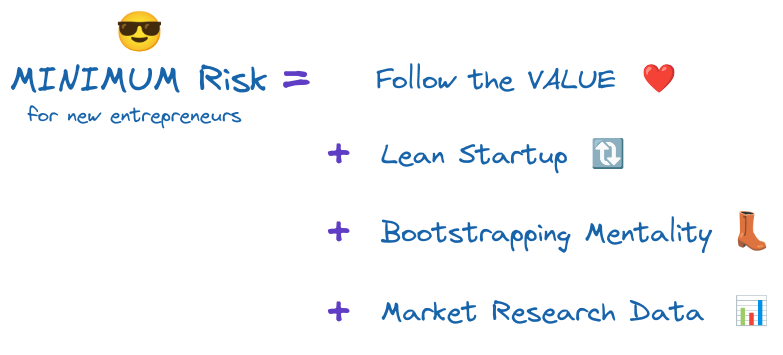 MINIMUM Risk = Follow the VALUE
for new entrepreneurs
+ Lean Startup
+ Bootstrapping Mentality
+ Market Research Data